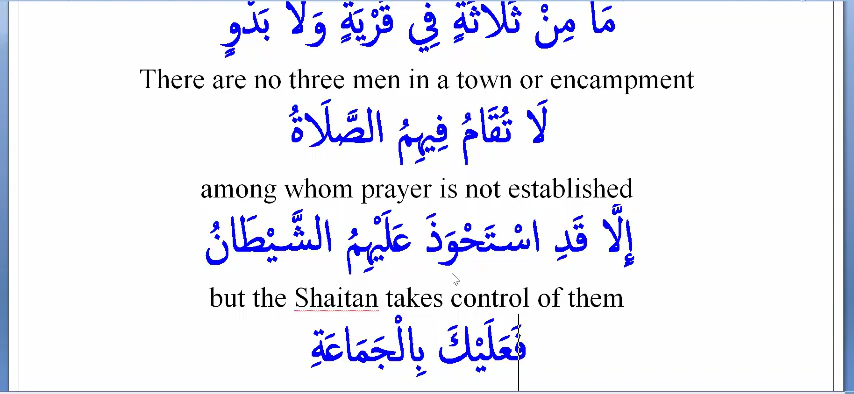 مَا مِنْ ثَلَاثَةٍ فِي قَرْيَةٍ وَلَا بَدْوٍ
There are no three men in a town or encampment
لَا تُقَامُ فِيهِمُ الصَّلَاةُ
among whom prayer is not established
إِلَّا قَدِ اسْتَحْوَذَ عَلَيْهِمُ الشَّيْطَانُ
but the Shaitan takes control of them
فَعَلَيْكَ بِالْجَمَاعَةِ